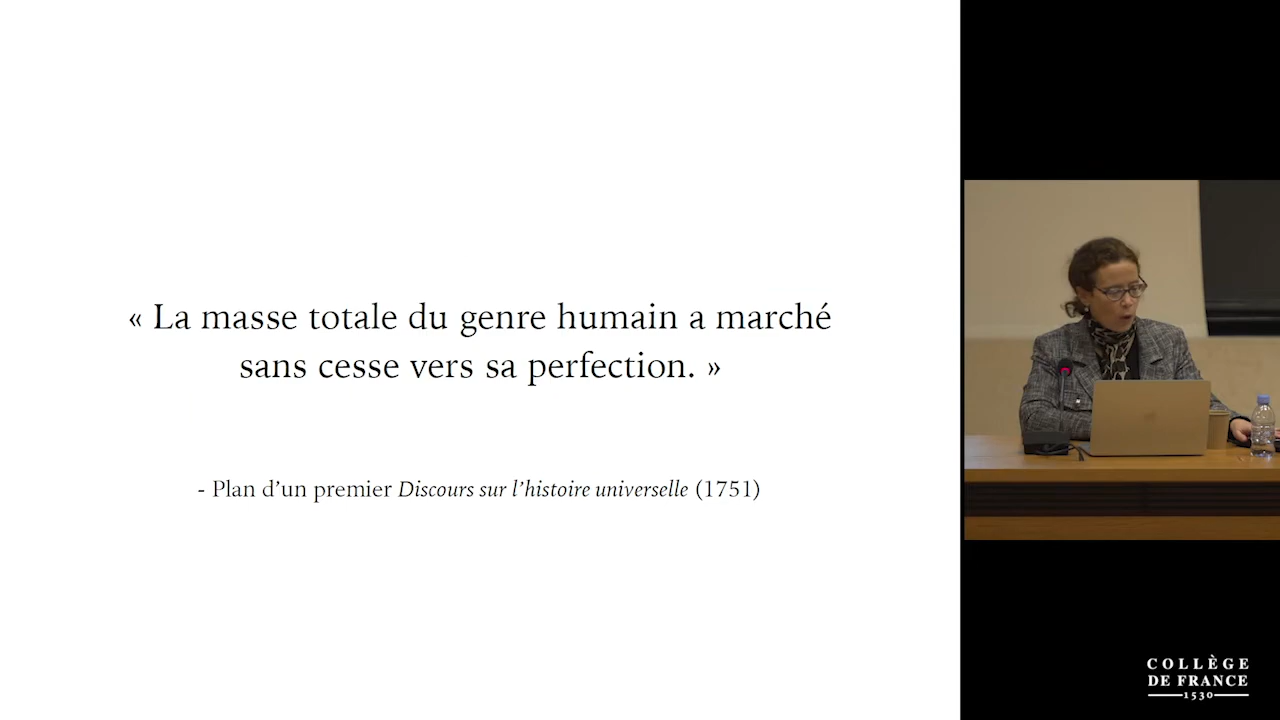 « La masse totale du genre humain a marché
sans cesse vers sa perfection. »
- Plan d’un premier Discours sur l’histoire universelle (1751)
COLLÈGE
DE FRANCE
1530